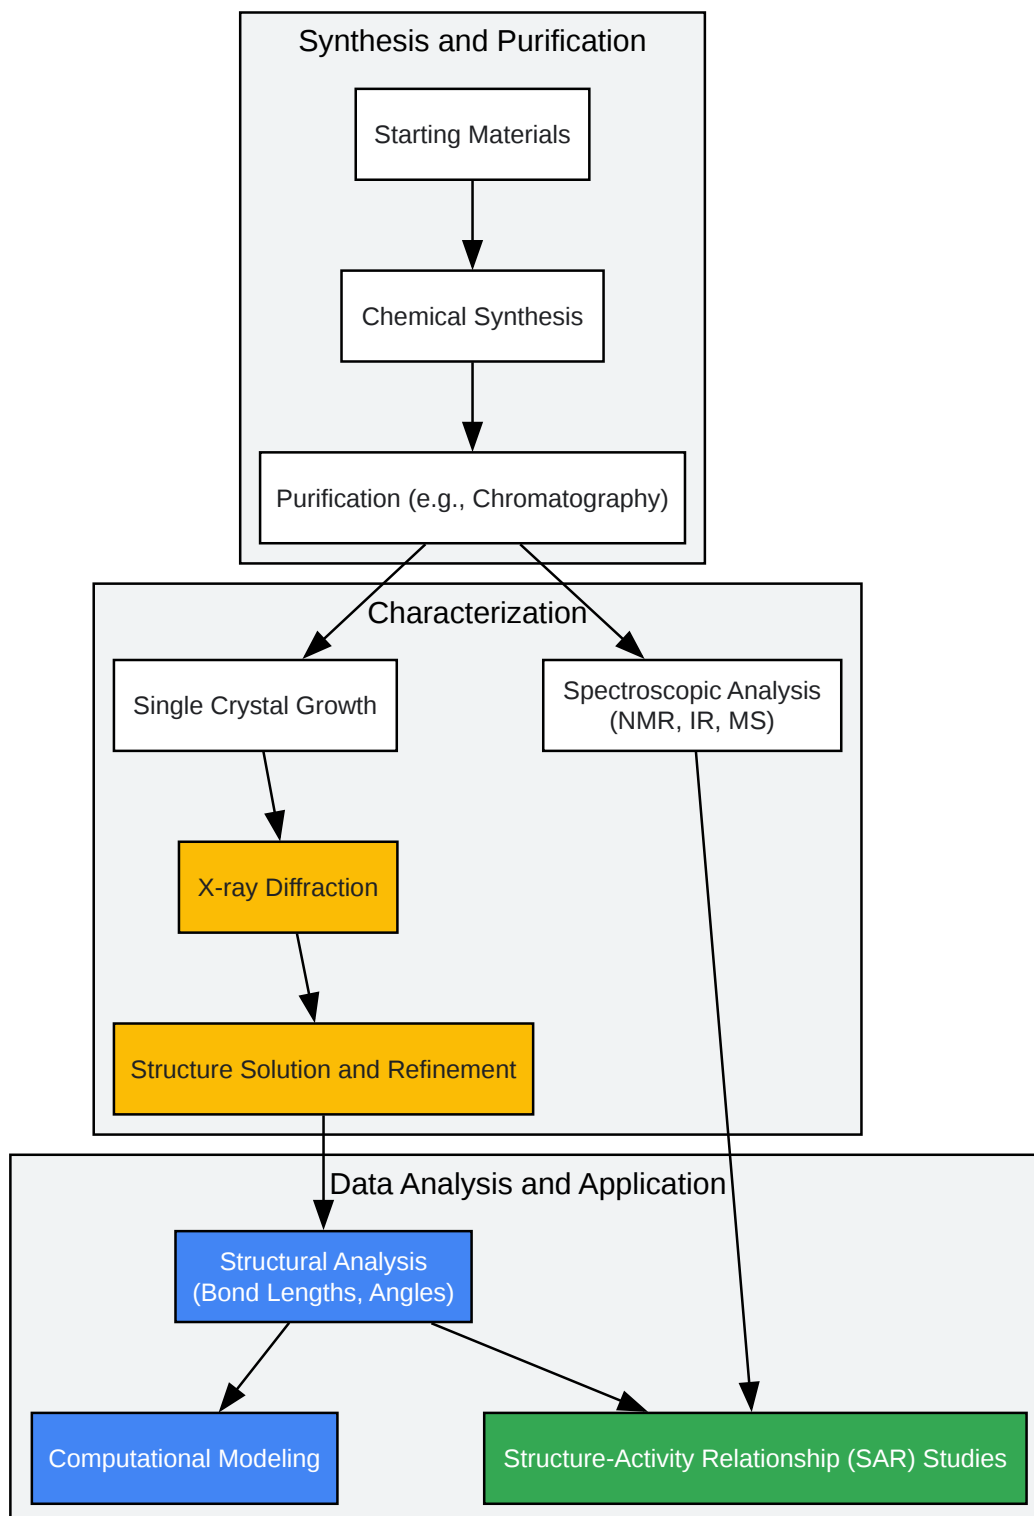 Synthesis and Purification
Starting Materials
Chemical Synthesis
Purification (e.g., Chromatography)
Characterization
Single Crystal Growth
Spectroscopic Analysis
(NMR, IR, MS)
X-ray Diffraction
Structure Solution and Refinement
Data Analysis and Application
Structural Analysis
(Bond Lengths, Angles)
Computational Modeling
Structure-Activity Relationship (SAR) Studies